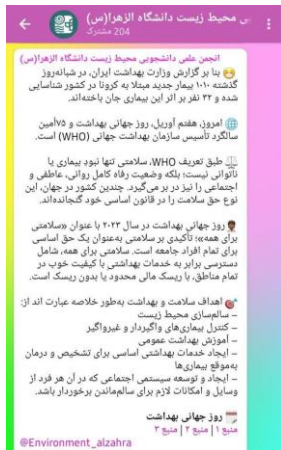 ـی محیط زیست دانشگاه الزهرا(س)
204 مشترک
انجمن علمی دانشجویی محیط زیست دانشگاه الزهرا(س)
😷 بنا بر گزارش وزارت بهداشت ایران، در شبانه‌روز
گذشته ۱۰۱۰ بیمار جدید مبتلا به کرونا در کشور شناسایی
شده و ۳۲ نفر بر اثر این بیماری جان باخته‌اند.
🌐 امروز، هفتم آوریل، روز جهانی بهداشت و ۷۵اُمین
سالگرد تأسیس سازمان بهداشت جهانی (WHO) است.
طبق تعریف WHO، سلامتی تنها نبودِ بیماری یا
ناتوانی نیست؛ بلکه وضعیت رفاه کامل روانی، عاطفی و
اجتماعی را نیز در بر می‌گیرد. چندین کشور در جهان، این
نوع حق سلامت را در قانون اساسی خود گنجانده‌اند.
روز جهانی بهداشت در سال ۲۰۲۳ با عنوان «سلامتی
برای همه»؛ تأکیدی بر سلامتی به‌عنوان یک حق اساسی
برای تمام افراد جامعه است. سلامتی برای همه، شامل
دسترسی برابر به خدمات بهداشتی با کیفیت خوب در
تمام مناطق، با ریسک مالی محدود یا بدون ریسک است.
🎯 اهداف سلامت و بهداشت به‌طور خلاصه عبارت اند از:
– سالم‌سازی محیط زیست
– کنترل بیماری‌های واگیردار و غیرواگیر
– آموزش بهداشت عمومی
– ایجاد خدمات بهداشتی اساسی برای تشخیص و درمان
به‌موقع بیماری‌ها
– ایجاد و توسعه سیستمی اجتماعی که در آن هر فرد از
وسایل و امکانات لازم برای سالم‌ماندن برخوردار باشد.
🗓 روز جهانی بهداشت
منبع ۱ | منبع ۲ | منبع ۳
@Environment_alzahra